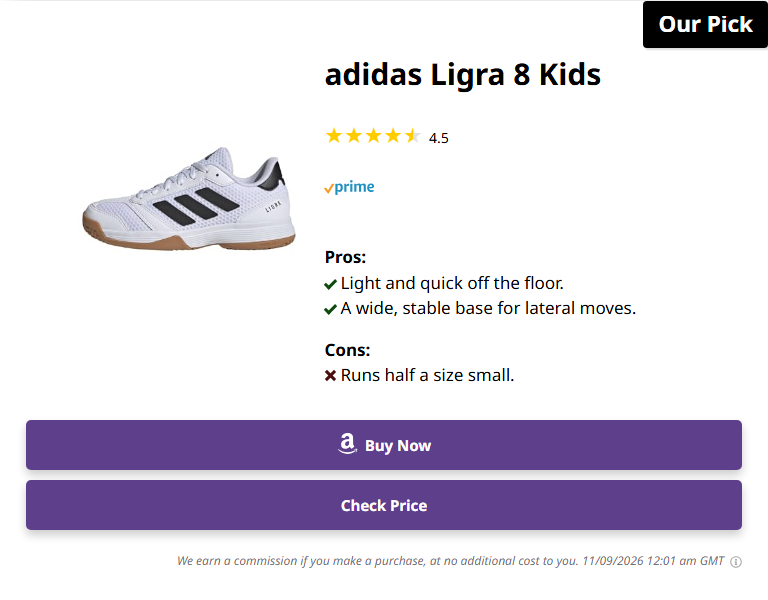 Our Pick
adidas Ligra 8 Kids
4.5
prime
Pros:
Light and quick off the floor.
A wide, stable base for lateral moves.
Cons:
Runs half a size small.
LIGRA
Buy Now
Check Price
We earn a commission if you make a purchase, at no additional cost to you. 11/09/2026 12:01 am GMT